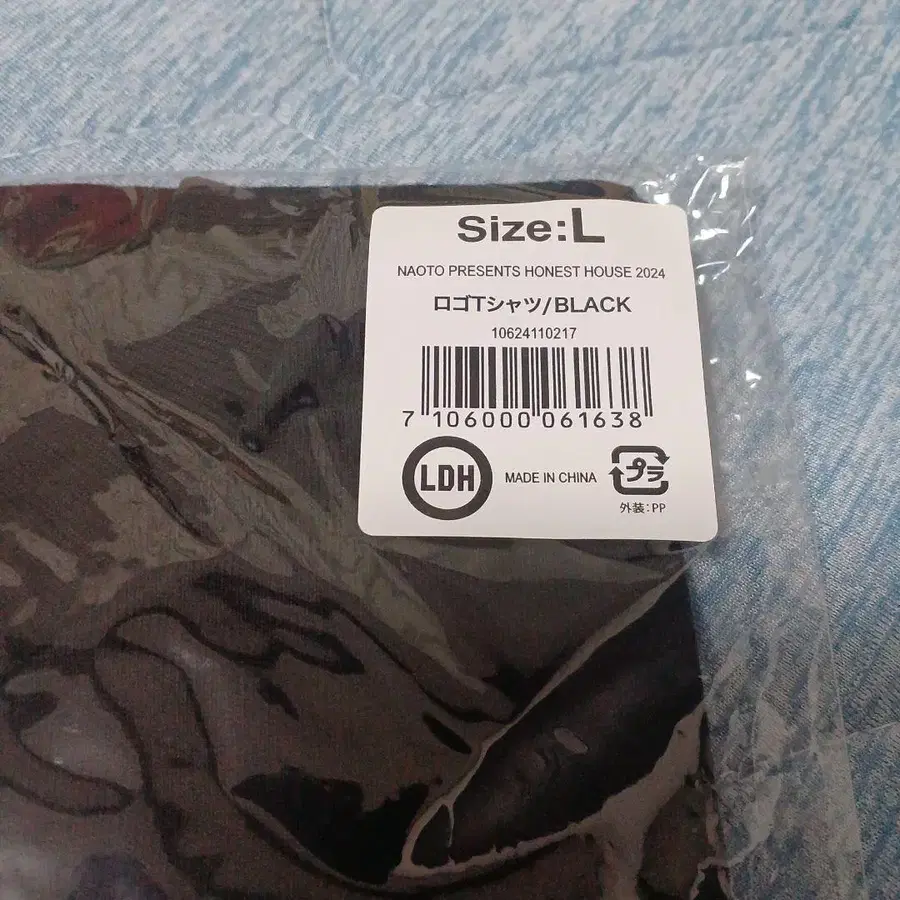 Size:L
NAOTO PRESENTS HONEST HOUSE 2024
ロゴTシャツ/BLACK
10624110217
7 106000 061638
LDH
MADE IN CHINA
プラ
外装:PP